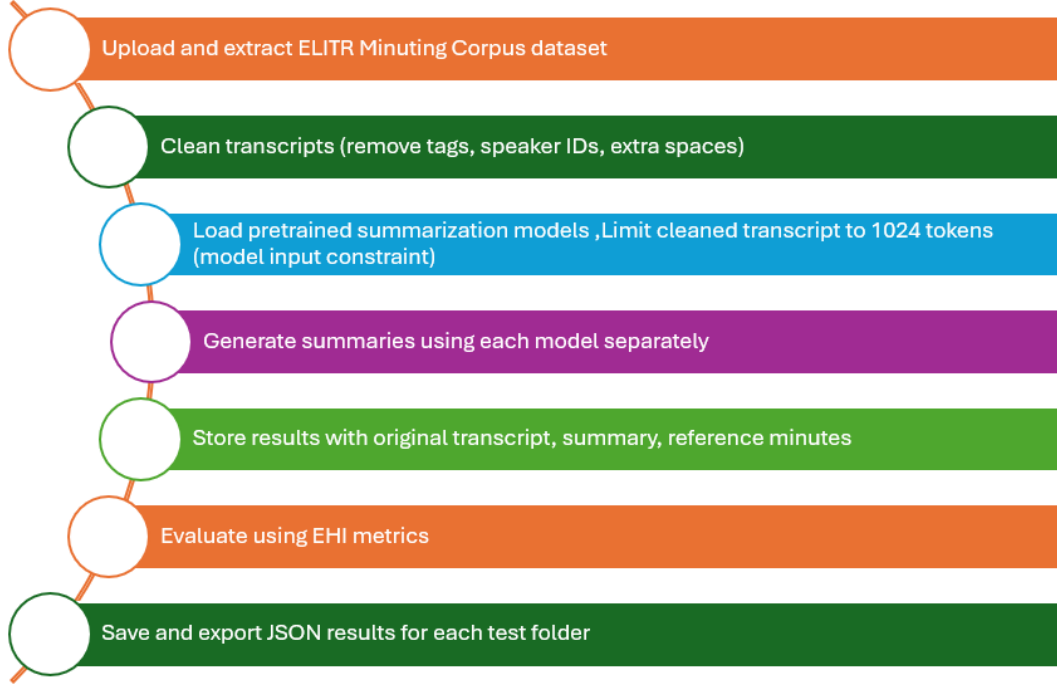 Upload and extract ELITR Minuting Corpus dataset
Clean transcripts (remove tags, speaker IDs, extra spaces)
Load pretrained summarization models ,Limit cleaned transcript to 1024 tokens
(model input constraint)
Generate summaries using each model separately
Store results with original transcript, summary, reference minutes
Evaluate using EHI metrics
Save and export JSON results for each test folder